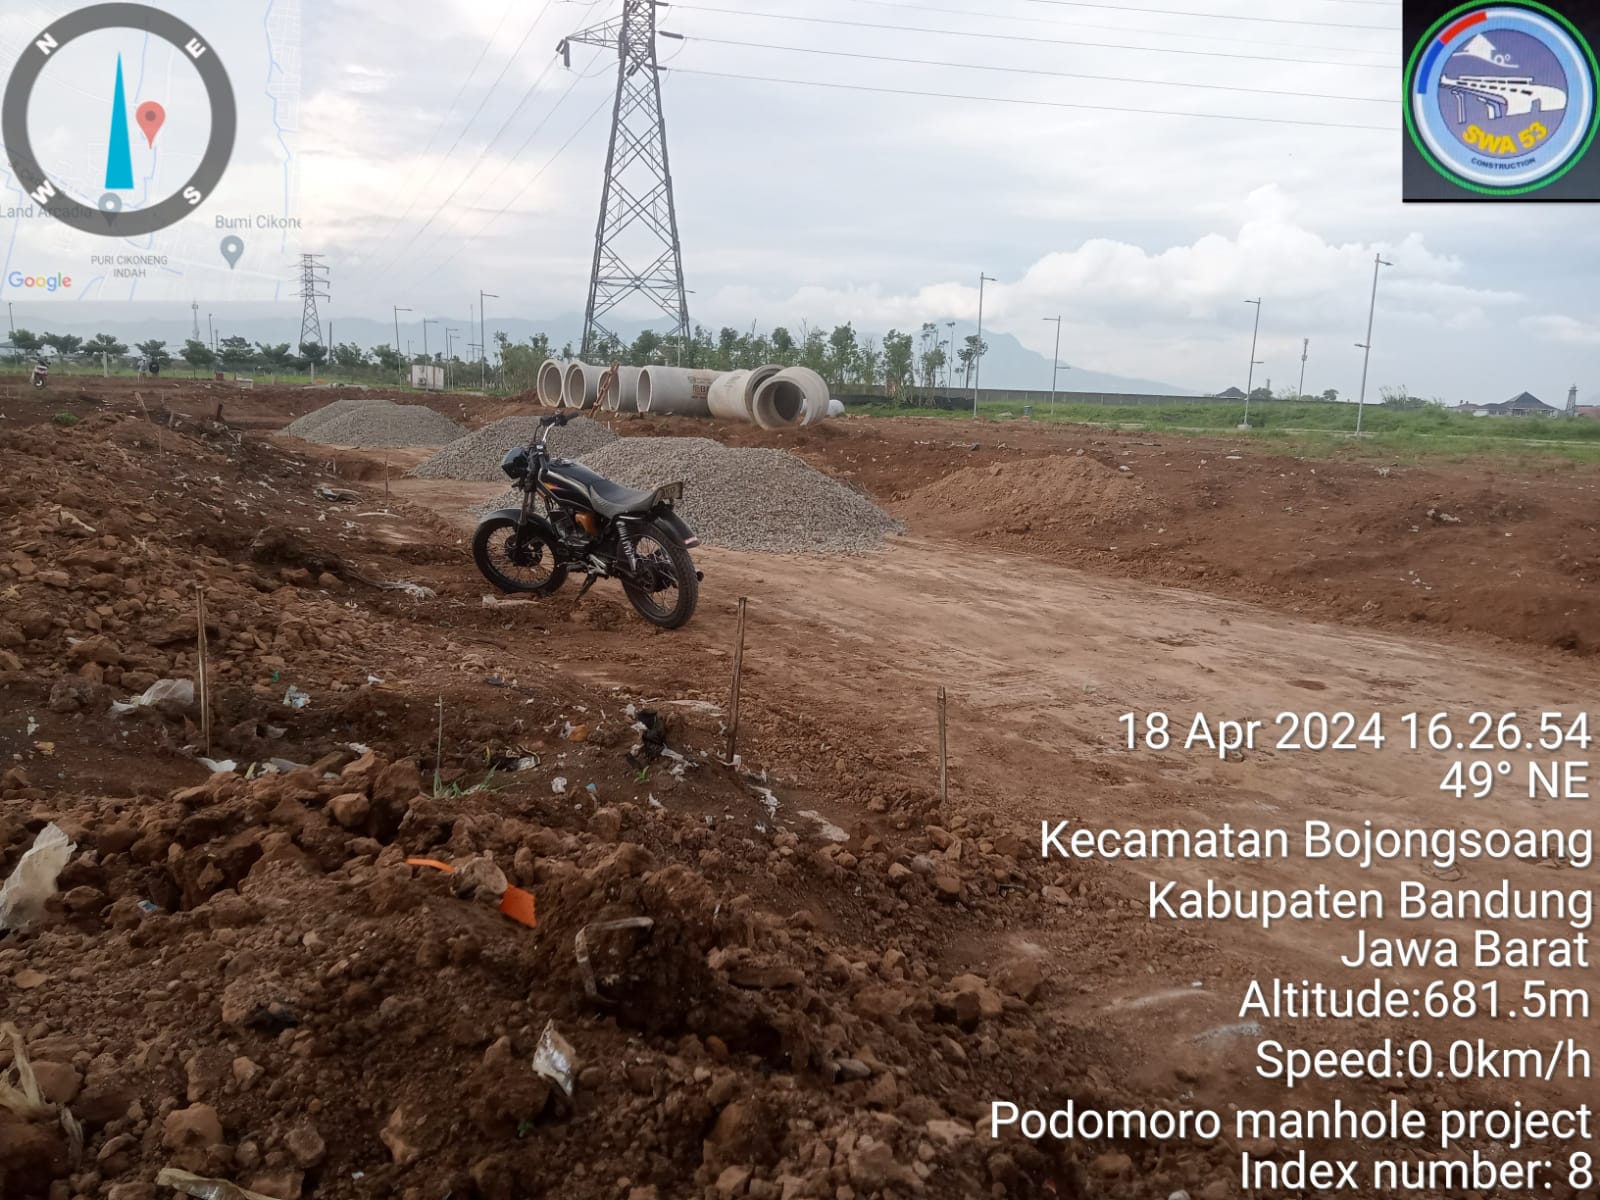 N
E
W
S
Land Arcadia
Bumi Cikone
PURI CIKONENG
INDAH
Google
SWA 53
CONSTRUCTION
18 Apr 2024 16.26.54
49° NE
Kecamatan Bojongsoang
Kabupaten Bandung
Jawa Barat
Altitude:681.5m
Speed:0.0km/h
Podomoro manhole project
Index number: 8